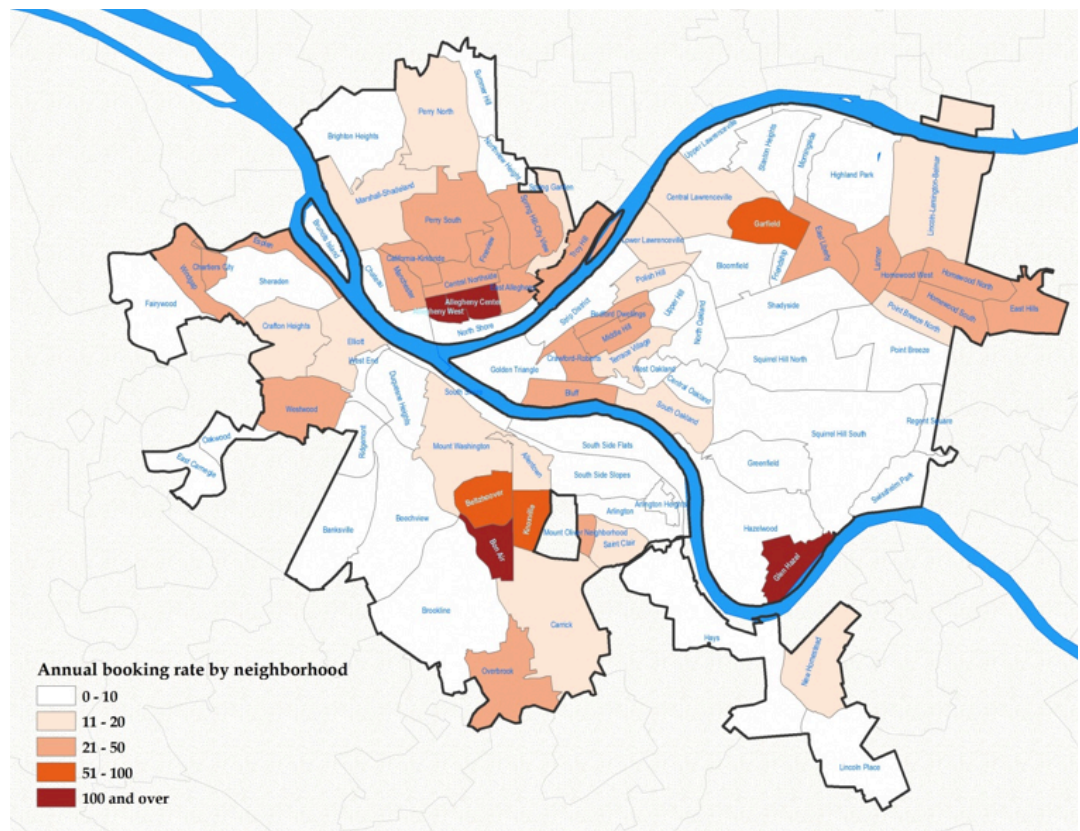 Summer Hill
Perry North
Brighton Heights
Northview Height
Upper Lawrenceville
Stanton Heights
Morningside
Highland Park
Lincoln-Lemington-Belmar
Marshall-Shadeland
Spring Garden
Central Lawrenceville
Perry South
Spring Hill-City View
Garfield
Brunots Island
Troy Hill
East Liberty
Esplen
Fineview
Lower Lawrenceville
Larimer
Chartiers City
California-Kirkbride
Bloomfield
Friendship
Homewood West
Windgap
Sheraden
Chateau
Manchester
Central Northside
East Allegheny
Polish Hill
Homewood North
Fairywood
Allegheny Center
Allegheny West
Strip District
Upper Hill
Shadyside
Homewood South
East Hills
Bedford Dwellings
Crafton Heights
North Shore
Middle Hill
North Oakland
Point Breeze North
Elliott
Terrace Village
Point Breeze
West End
Golden Triangle
Crawford-Roberts
West Oakland
Squirrel Hill North
Duquesne Heights
South S
Bluff
Central Oakland
Westwood
South Oakland
Regent Square
Oakwood
Ridgemont
Mount Washington
South Side Flats
Squirrel Hill South
East Carnegie
Allentown
Greenfield
South Side Slopes
Swisshelm Park
Beltzhoover
Arlington Heights
Knoxville
Arlington
Banksville
Beechview
Mount Oliver Neighborhood
Hazelwood
Bon Air
Saint Clair
Glen Hazel
Brookline
Carrick
Hays
New Homestead
Overbrook
Lincoln Place
Annual booking rate by neighborhood
0 - 10
11 - 20
21 - 50
51 - 100
100 and over